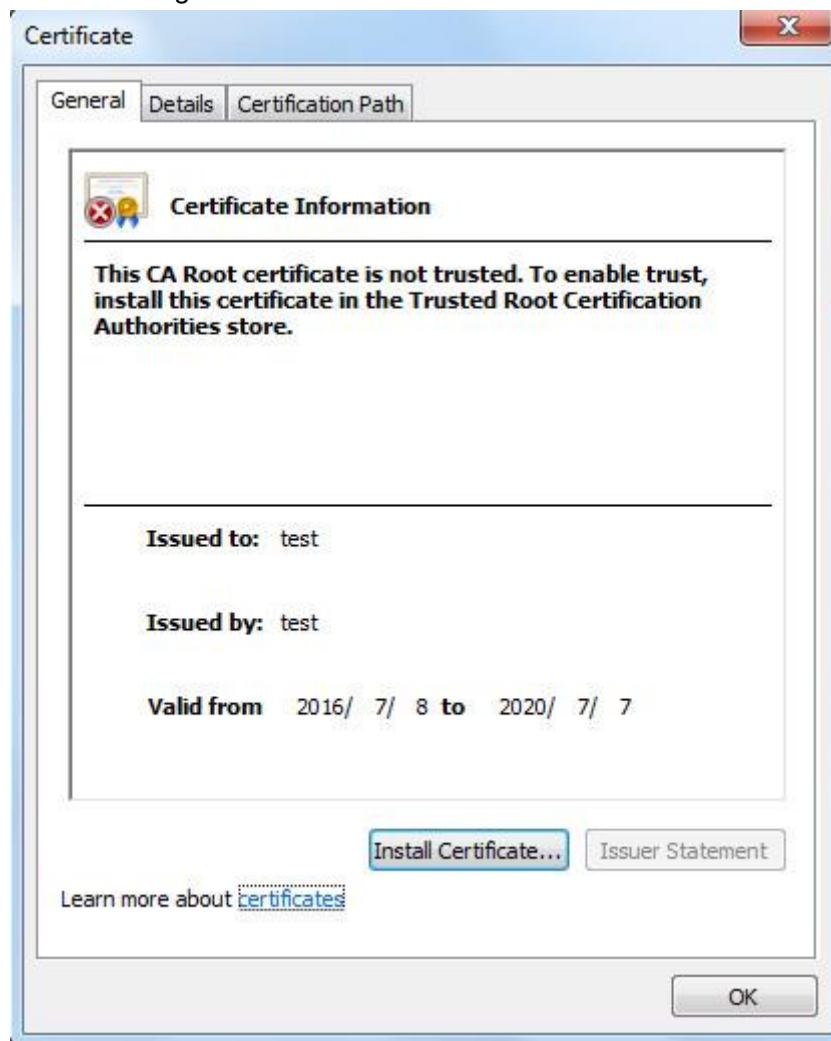 Certificate
General Details Certification Path
Certificate Information
This CA Root certificate is not trusted. To enable trust,
install this certificate in the Trusted Root Certification
Authorities store.
Issued to: test
Issued by: test
Valid from 2016/ 7/ 8 to 2020/ 7/ 7
Install Certificate... Issuer Statement
Learn more about certificates
OK